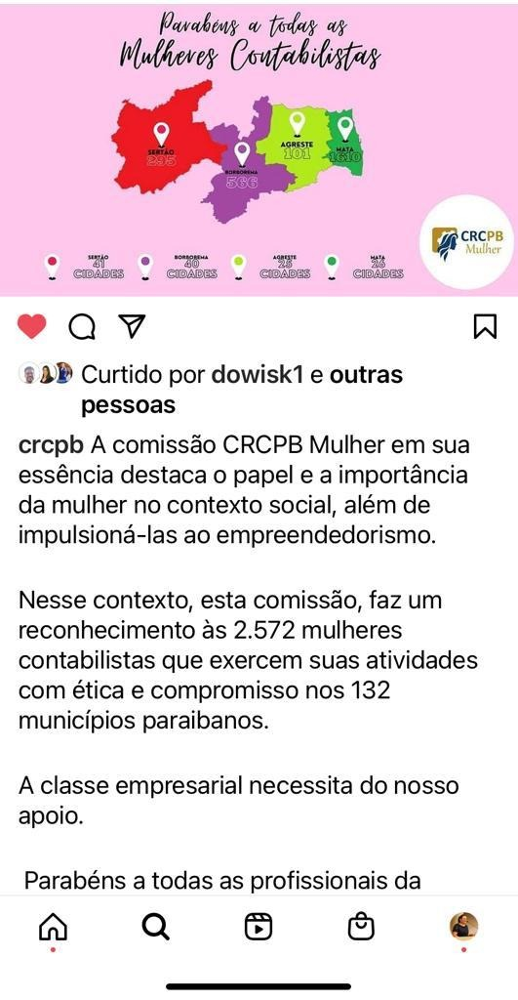 Parabéns a todas as
Mulheres Contabilistas
SERTÃO
295
BORBOREMA
566
AGRESTE
101
MATA
1610
CRCPB
Mulher
SERTÃO
41
CIDADES
BORBOREMA
40
CIDADES
AGRESTE
25
CIDADES
MATA
26
CIDADES
Curtido por dowisk1 e outras
pessoas
crcpb A comissão CRCPB Mulher em sua
essência destaca o papel e a importância
da mulher no contexto social, além de
impulsioná-las ao empreendedorismo.
Nesse contexto, esta comissão, faz um
reconhecimento às 2.572 mulheres
contabilistas que exercem suas atividades
com ética e compromisso nos 132
municípios paraibanos.
A classe empresarial necessita do nosso
apoio.
Parabéns a todas as profissionais da